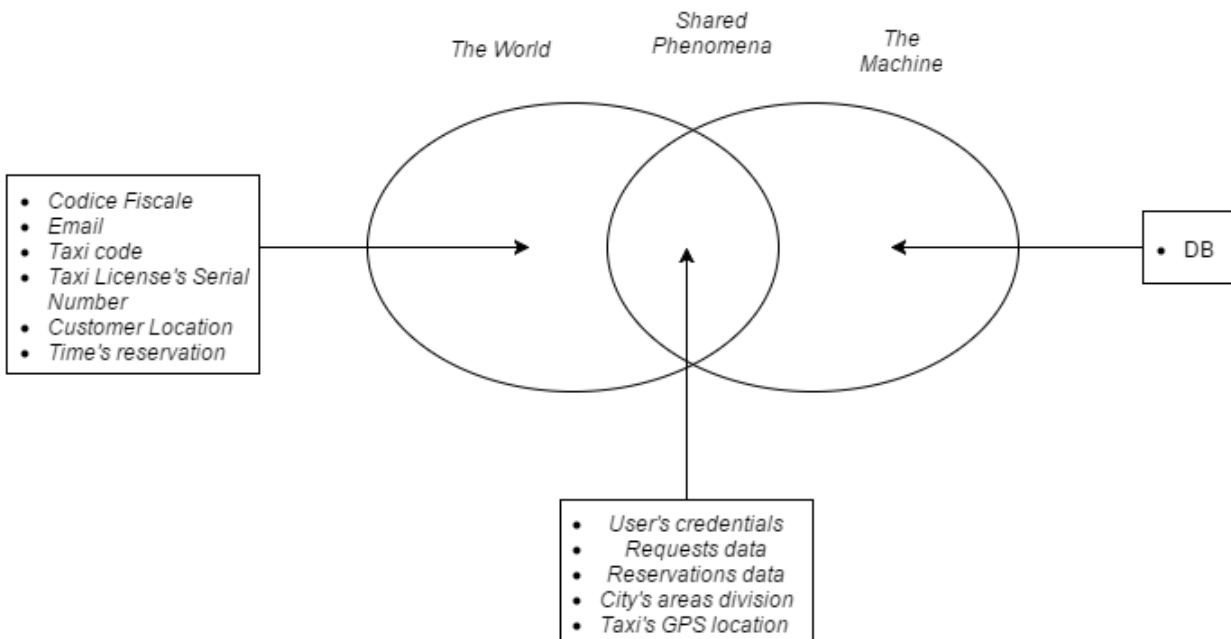 The World
Shared
Phenomena
The
Machine
• Codice Fiscale
• Email
• Taxi code
• Taxi License's Serial
Number
• Customer Location
• Time's reservation
• DB
• User's credentials
• Requests data
• Reservations data
• City's areas division
• Taxi's GPS location